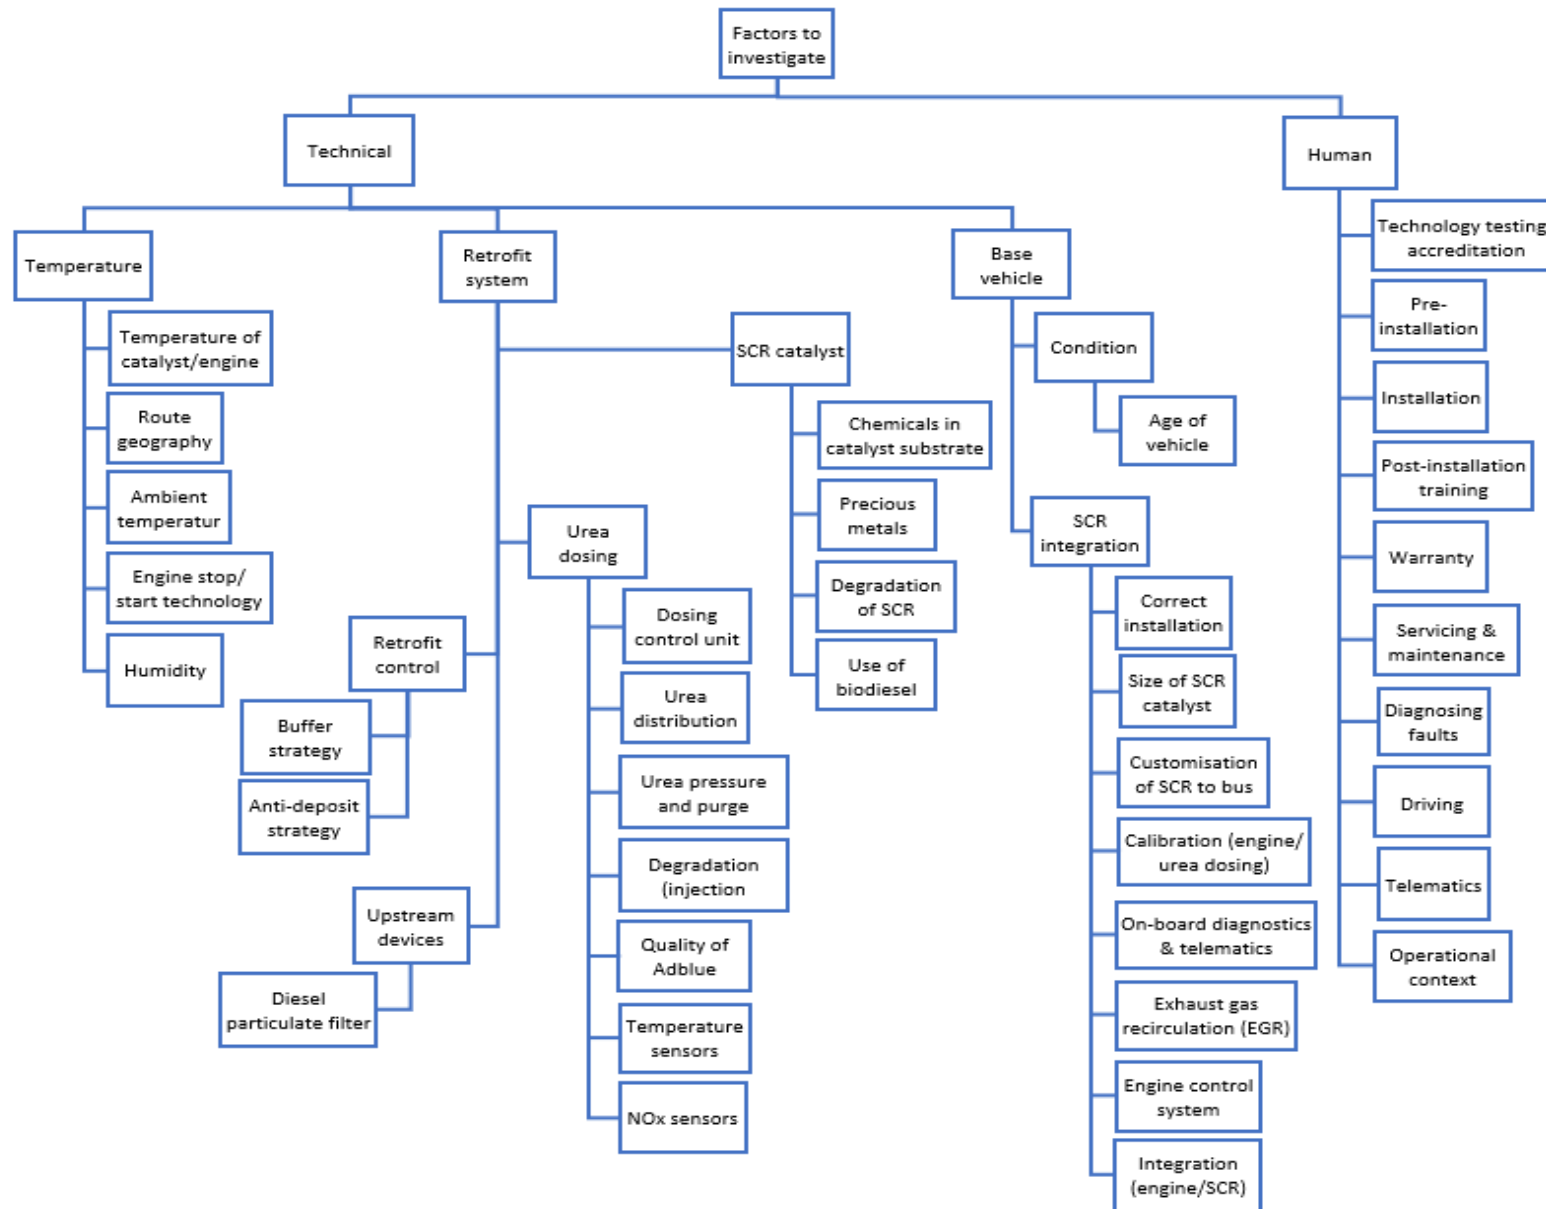 Factors to
investigate
Technical
Human
Temperature
Temperature of
catalyst/engine
Route
geography
Ambient
temperatur
Engine stop/
start technology
Humidity
Retrofit
system
SCR catalyst
Chemicals in
catalyst substrate
Precious
metals
Degradation
of SCR
Use of
biodiesel
Urea
dosing
Dosing
control unit
Urea
distribution
Urea pressure
and purge
Degradation
(injection
Quality of
Adblue
Temperature
sensors
NOx sensors
Retrofit
control
Buffer
strategy
Anti-deposit
strategy
Upstream
devices
Diesel
particulate filter
Base
vehicle
Condition
Age of
vehicle
SCR
integration
Correct
installation
Size of SCR
catalyst
Customisation
of SCR to bus
Calibration (engine/
urea dosing)
On-board diagnostics
& telematics
Exhaust gas
recirculation (EGR)
Engine control
system
Integration
(engine/SCR)
Technology testing
accreditation
Pre-
installation
Installation
Post-installation
training
Warranty
Servicing &
maintenance
Diagnosing
faults
Driving
Telematics
Operational
context